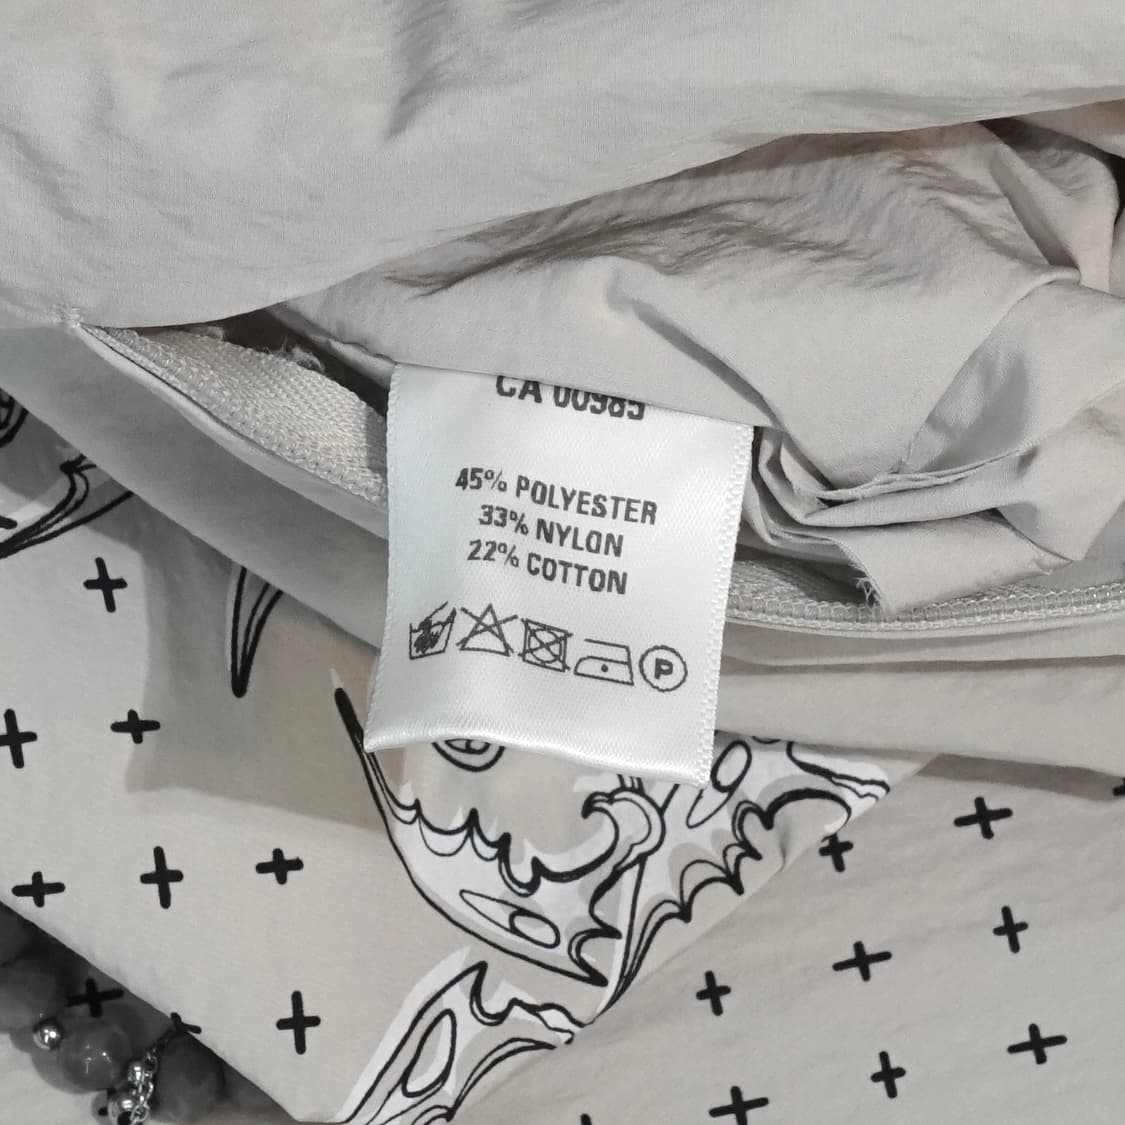 CA 00985
45% POLYESTER
33% NYLON
22% COTTON
P